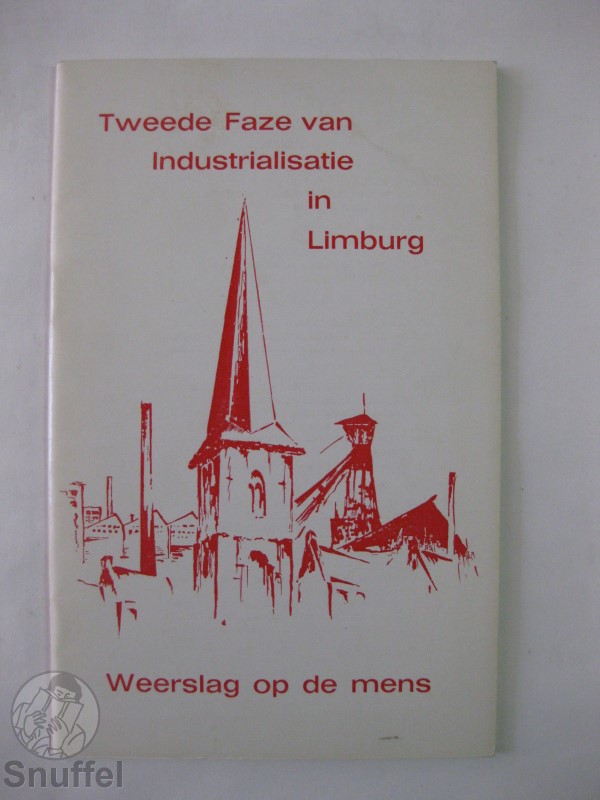 Tweede Faze van
Industrialisatie
in
Limburg
Weerslag op de mens
Snuffel